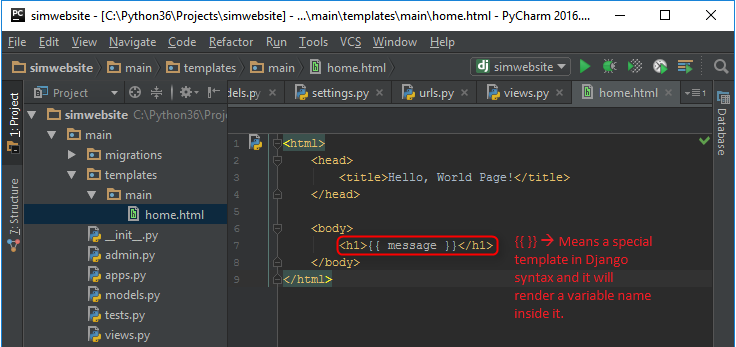 simwebsite - [C:\Python36\Projects\simwebsite] - ...\main\templates\main\home.html - PyCharm 2016....
File Edit View Navigate Code Refactor Run Tools VCS Window Help
simwebsite main templates main home.html dj simwebsite
1: Project
7: Structure
Project
simwebsite C:\Python36\Proje
main
migrations
templates
main
home.html
__init__.py
admin.py
apps.py
models.py
tests.py
views.py
dels.py settings.py urls.py views.py home.html
1 <html>
2 <head>
3 <title>Hello, World Page!</title>
4 </head>
5
6 <body>
7 <h1>{{ message }}</h1>
8 </body>
9 </html>
{{ }} → Means a special
template in Django
syntax and it will
render a variable name
inside it.
Database